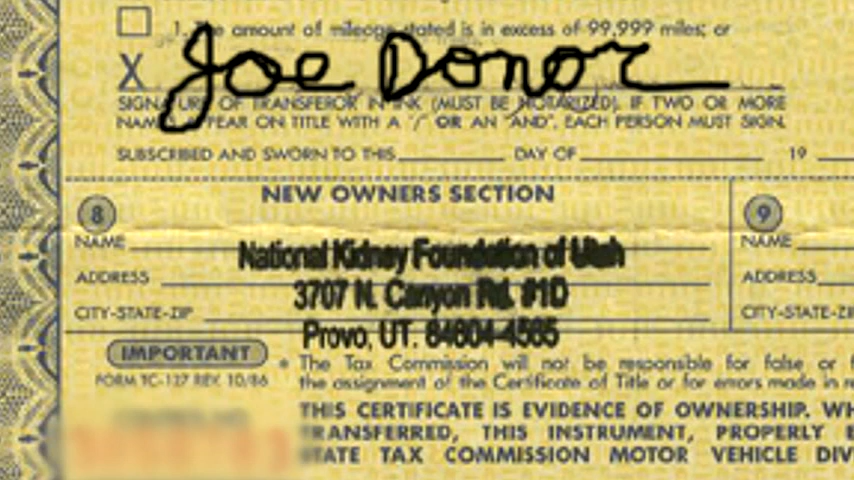 1. The amount of mileage stated is in excess of 99,999 miles; or
X Joe Donor
SIGNATURE OF TRANSFEROR IN INK (MUST BE NOTARIZED). IF TWO OR MORE
NAMES APPEAR ON TITLE WITH A "/" OR AN "AND", EACH PERSON MUST SIGN.
SUBSCRIBED AND SWORN TO THIS DAY OF 19
NEW OWNERS SECTION
8
NAME
ADDRESS
CITY-STATE-ZIP
National Kidney Foundation of Utah
3707 N. Canyon Rd. #1D
Provo, UT. 84604-4585
9
NAME
ADDRESS
CITY-STATE-ZIP
IMPORTANT
FORM TC-127 REV. 10/86
* The Tax Commission will not be responsible for false or f
the assignment of the Certificate of Title or for errors made in re
THIS CERTIFICATE IS EVIDENCE OF OWNERSHIP. WH
TRANSFERRED, THIS INSTRUMENT, PROPERLY E
STATE TAX COMMISSION MOTOR VEHICLE DIV